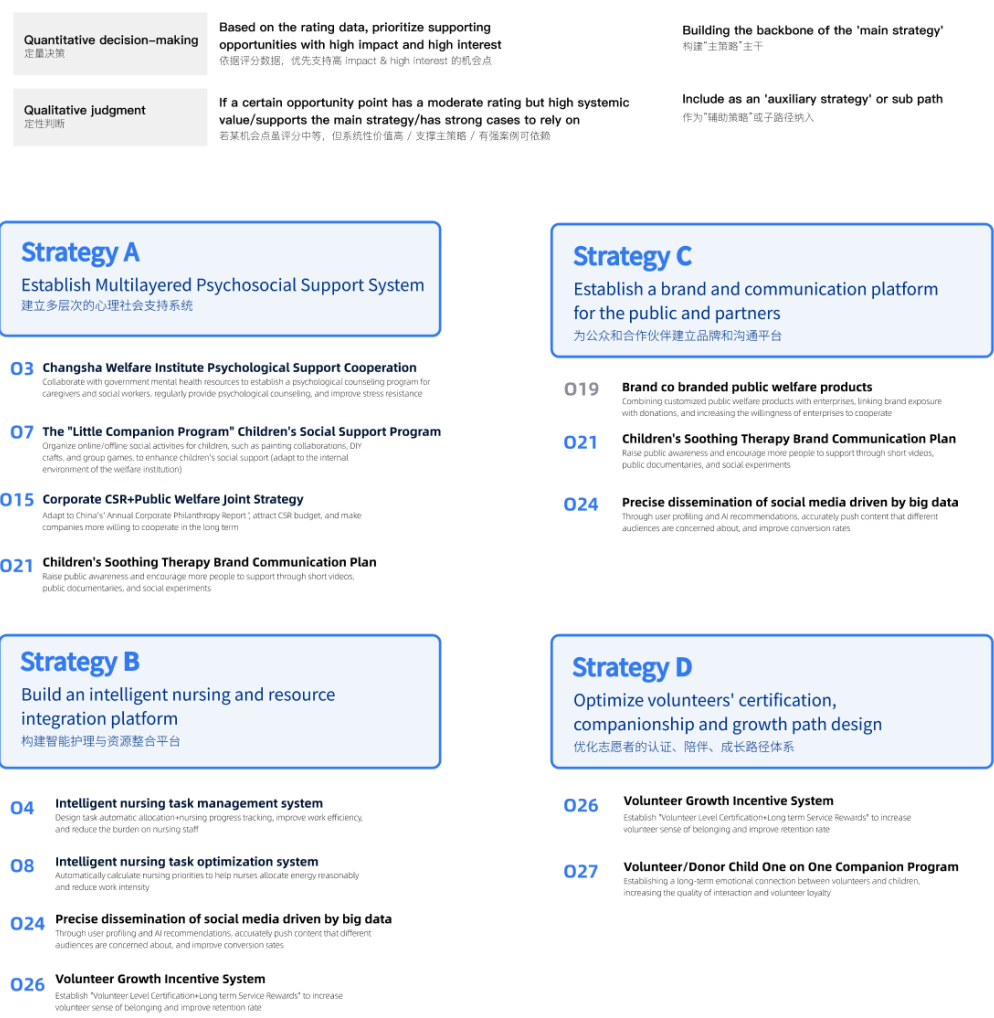 Quantitative decision-making
定量决策
Based on the rating data, prioritize supporting
opportunities with high impact and high interest
依据评分数据，优先支持高 impact & high interest 的机会点
Building the backbone of the 'main strategy'
构建"主策略"主干
Qualitative judgment
定性判断
If a certain opportunity point has a moderate rating but high systemic
value/supports the main strategy/has strong cases to rely on
若某机会点虽评分中等，但系统性价值高 / 支撑主策略 / 有强案例可依赖
Include as an 'auxiliary strategy' or sub path
作为"辅助策略"或子路径纳入
Strategy A
Establish Multilayered Psychosocial Support System
建立多层次的心理社会支持系统
O3 Changsha Welfare Institute Psychological Support Cooperation
Collaborate with government mental health resources to establish a psychological counseling program for
caregivers and social workers. regularly provide psychological counseling, and improve stress resistance
O7 The "Little Companion Program" Children's Social Support Program
Organize online/offline social activities for children, such as painting collaborations, DIY
crafts, and group games, to enhance children's social support (adapt to the internal
environment of the welfare institution)
O15 Corporate CSR+Public Welfare Joint Strategy
Adapt to China's' Annual Corporate Philanthropy Report ', attract CSR budget, and make
companies more willing to cooperate in the long term
O21 Children's Soothing Therapy Brand Communication Plan
Raise public awareness and encourage more people to support through short videos,
public documentaries, and social experiments
Strategy C
Establish a brand and communication platform
for the public and partners
为公众和合作伙伴建立品牌和沟通平台
O19 Brand co branded public welfare products
Combining customized public welfare products with enterprises, linking brand exposure
with donations, and increasing the willingness of enterprises to cooperate
O21 Children's Soothing Therapy Brand Communication Plan
Raise public awareness and encourage more people to support through short videos,
public documentaries, and social experiments
O24 Precise dissemination of social media driven by big data
Through user profiling and AI recommendations, accurately push content that different
audiences are concerned about, and improve conversion rates
Strategy B
Build an intelligent nursing and resource
integration platform
构建智能护理与资源整合平台
O4 Intelligent nursing task management system
Design task automatic allocation+nursing progress tracking, improve work efficiency,
and reduce the burden on nursing staff
O8 Intelligent nursing task optimization system
Automatically calculate nursing priorities to help nurses allocate energy reasonably
and reduce work intensity
O24 Precise dissemination of social media driven by big data
Through user profiling and AI recommendations, accurately push content that different
audiences are concerned about, and improve conversion rates
O26 Volunteer Growth Incentive System
Establish "Volunteer Level Certification+Long term Service Rewards" to increase
volunteer sense of belonging and improve retention rate
Strategy D
Optimize volunteers' certification,
companionship and growth path design
优化志愿者的认证、陪伴、成长路径体系
O26 Volunteer Growth Incentive System
Establish "Volunteer Level Certification+Long term Service Rewards" to increase
volunteer sense of belonging and improve retention rate
O27 Volunteer/Donor Child One on One Companion Program
Establishing a long-term emotional connection between volunteers and children,
increasing the quality of interaction and volunteer loyalty